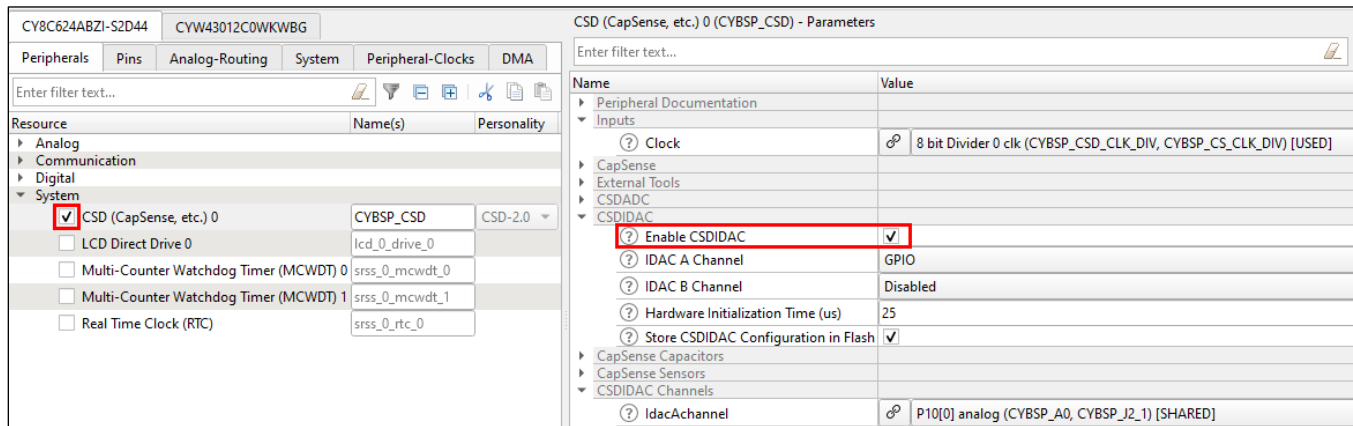 CY8C624ABZI-S2D44 CYW43012C0WKWBG
Peripherals Pins Analog-Routing System Peripheral-Clocks DMA
Enter filter text...
Resource Name(s) Personality
Analog
Communication
Digital
System
CSD (CapSense, etc.) 0 CYBSP_CSD CSD-2.0
LCD Direct Drive 0 lcd_0_drive_0
Multi-Counter Watchdog Timer (MCWDT) 0 srss_0_mcwdt_0
Multi-Counter Watchdog Timer (MCWDT) 1 srss_0_mcwdt_1
Real Time Clock (RTC) srss_0_rtc_0
CSD (CapSense, etc.) 0 (CYBSP_CSD) - Parameters
Enter filter text...
Name Value
Peripheral Documentation
Inputs
? Clock 8 bit Divider 0 clk (CYBSP_CSD_CLK_DIV, CYBSP_CS_CLK_DIV) [USED]
CapSense
External Tools
CSDADC
CSDIDAC
? Enable CSDIDAC
? IDAC A Channel GPIO
? IDAC B Channel Disabled
? Hardware Initialization Time (us) 25
? Store CSDIDAC Configuration in Flash
CapSense Capacitors
CapSense Sensors
CSDIDAC Channels
? IdacAchannel P10[0] analog (CYBSP_A0, CYBSP_J2_1) [SHARED]